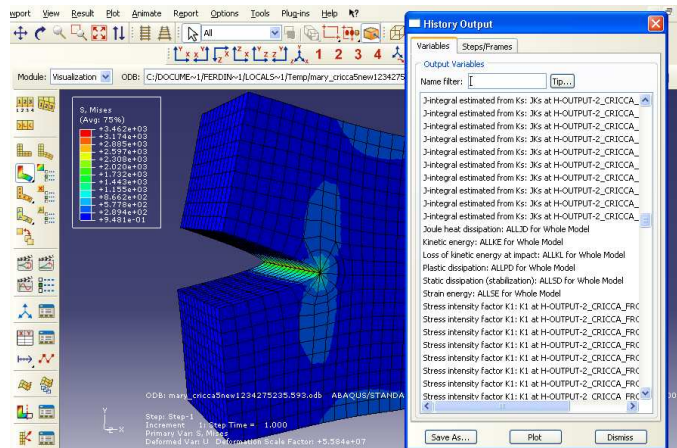 wport View Result Plot Animate Report Options Tools Plug-ins Help
All
1 2 3 4
Module: Visualization ODB: C:/DOCUME~1/FERDIN~1/LOCALS~1/Temp/mary_cricca5new12342752
S, Mises
(Avg: 75%)
+3.462e+03
+3.174e+03
+2.885e+03
+2.597e+03
+2.308e+03
+2.020e+03
+1.732e+03
+1.443e+03
+1.155e+03
+8.662e+02
+5.778e+02
+2.894e+02
+9.481e-01
ODB: mary_cricca5new1234275235.593.odb ABAQUS/STANDA
Step: Step-1
Increment 1: Step Time = 1.000
Primary Var: S, Mises
Deformed Var: U Deformation Scale Factor: +5.584e+07
Y
X
History Output
Variables Steps/Frames
Output Variables
Name filter: Tip...
J-integral estimated from Ks: JKs at H-OUTPUT-2_CRICCA_
J-integral estimated from Ks: JKs at H-OUTPUT-2_CRICCA_
J-integral estimated from Ks: JKs at H-OUTPUT-2_CRICCA_
J-integral estimated from Ks: JKs at H-OUTPUT-2_CRICCA_
J-integral estimated from Ks: JKs at H-OUTPUT-2_CRICCA_
J-integral estimated from Ks: JKs at H-OUTPUT-2_CRICCA_
J-integral estimated from Ks: JKs at H-OUTPUT-2_CRICCA_
J-integral estimated from Ks: JKs at H-OUTPUT-2_CRICCA_
J-integral estimated from Ks: JKs at H-OUTPUT-2_CRICCA_
J-integral estimated from Ks: JKs at H-OUTPUT-2_CRICCA_
Joule heat dissipation: ALLJD for Whole Model
Kinetic energy: ALLKE for Whole Model
Loss of kinetic energy at impact: ALLKL for Whole Model
Plastic dissipation: ALLPD for Whole Model
Static dissipation (stabilization): ALLSD for Whole Model
Strain energy: ALLSE for Whole Model
Stress intensity factor K1: K1 at H-OUTPUT-2_CRICCA_FRC
Stress intensity factor K1: K1 at H-OUTPUT-2_CRICCA_FRC
Stress intensity factor K1: K1 at H-OUTPUT-2_CRICCA_FRC
Stress intensity factor K1: K1 at H-OUTPUT-2_CRICCA_FRC
Stress intensity factor K1: K1 at H-OUTPUT-2_CRICCA_FRC
Stress intensity factor K1: K1 at H-OUTPUT-2_CRICCA_FRC
Stress intensity factor K1: K1 at H-OUTPUT-2_CRICCA_FRC
Stress intensity factor K1: K1 at H-OUTPUT-2_CRICCA_FRC
Save As... Plot Dismiss